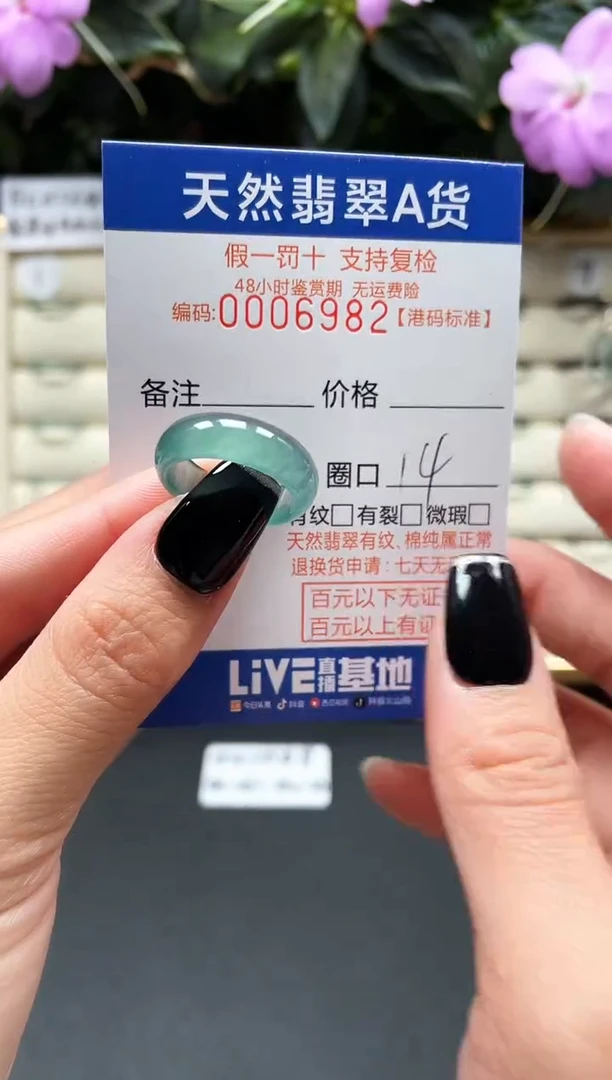 天然翡翠A货
假一罚十 支持复检
48小时鉴赏期 无运费险
编码:0006982【港码标准】
备注 价格
圈口 14
有纹□有裂□微瑕□
天然翡翠有纹、棉纯属正常
退换货申请:七天无
百元以下无证
百元以上有证
LiVE直播基地
抖音